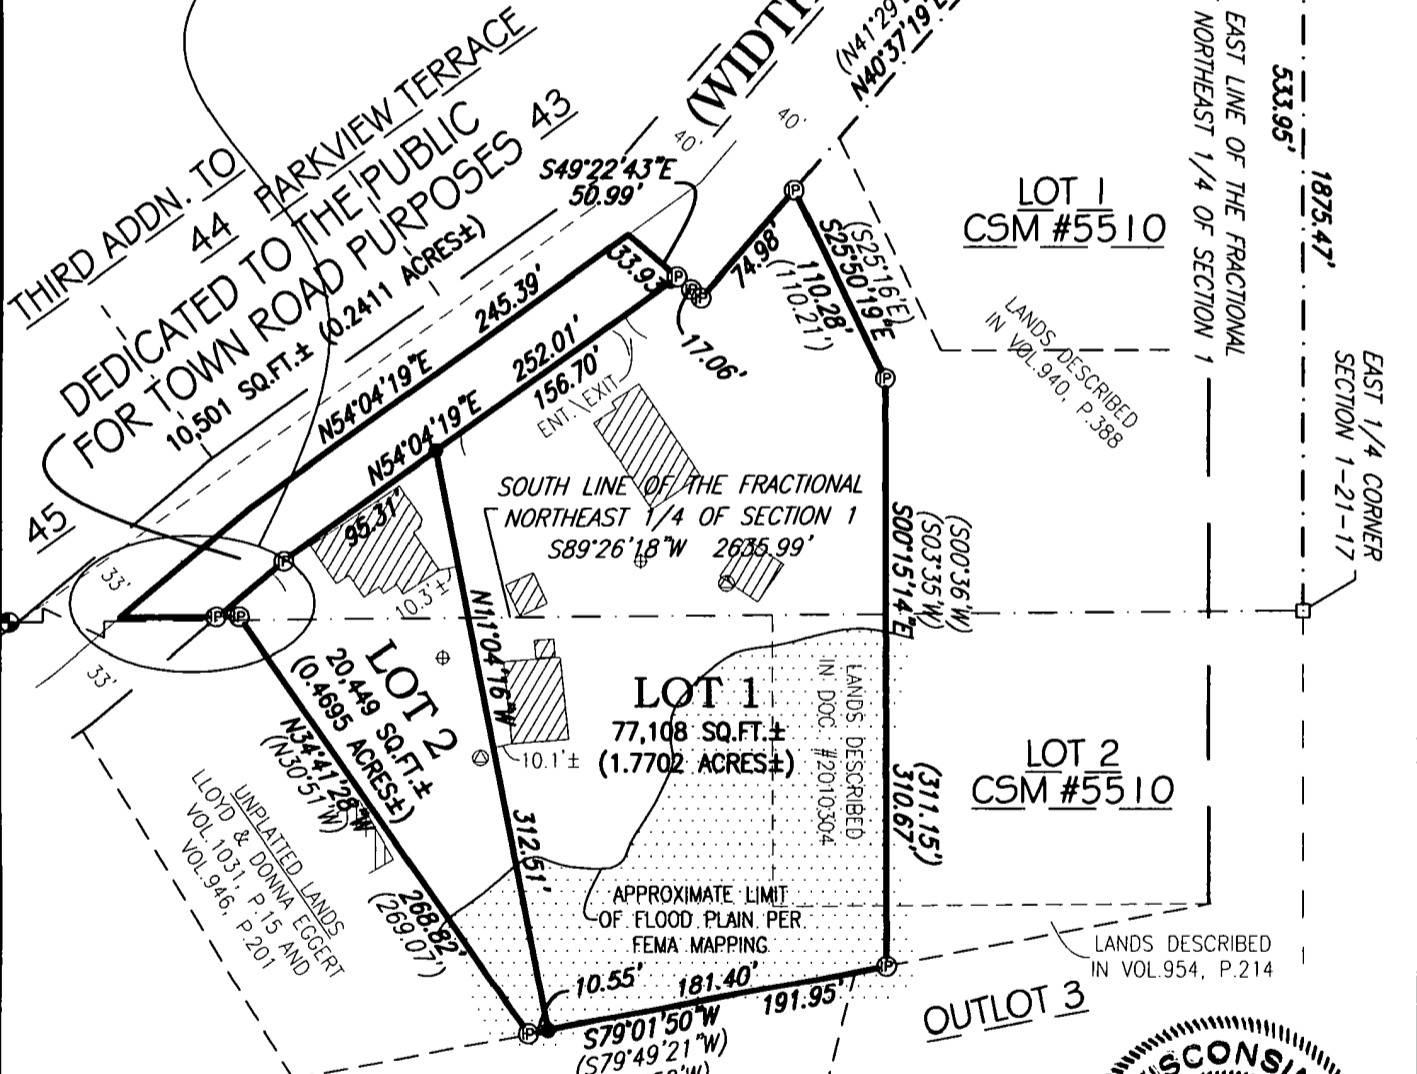 THIRD ADDN. TO
44 PARKVIEW TERRACE
DEDICATED TO THE PUBLIC
FOR TOWN ROAD PURPOSES 43
10,501 SQ.FT.± (0.2411 ACRES±)
45
(WIDTH
40'
40'
N40°37'19"E
S49°22'43"E
50.99'
33.93'
17.06'
74.98'
(S25°16'E)
S25°50'19"E
110.28'
(110.21')
LOT 1
CSM #5510
LANDS DESCRIBED
IN VOL.940, P.388
EAST LINE OF THE FRACTIONAL
NORTHEAST 1/4 OF SECTION 1
533.95'
1875.47'
EAST 1/4 CORNER
SECTION 1-21-17
245.39'
N54°04'19"E
252.01'
N54°04'19"E
156.70'
95.31'
ENT. EXIT
SOUTH LINE OF THE FRACTIONAL
NORTHEAST 1/4 OF SECTION 1
S89°26'18"W 2635.99'
33'
33'
10.3'±
N11°04'16"W
312.51'
LOT 2
20,449 SQ.FT.±
(0.4695 ACRES±)
N34°41'28"W
(N30°51'W)
268.82'
(269.07')
UNPLATTED LANDS
LLOYD & DONNA EGGERT
VOL.1031, P.15 AND
VOL.946, P.201
10.1'±
LOT 1
77,108 SQ.FT.±
(1.7702 ACRES±)
LANDS DESCRIBED
IN DOC. #2010304
(S00°36'W)
(S03°35'W)
S00°15'14"E
(311.15')
310.67'
LOT 2
CSM #5510
APPROXIMATE LIMIT
OF FLOOD PLAIN PER
FEMA MAPPING
LANDS DESCRIBED
IN VOL.954, P.214
10.55'
181.40'
191.95'
S79°01'50"W
(S79°49'21"W)
OUTLOT 3